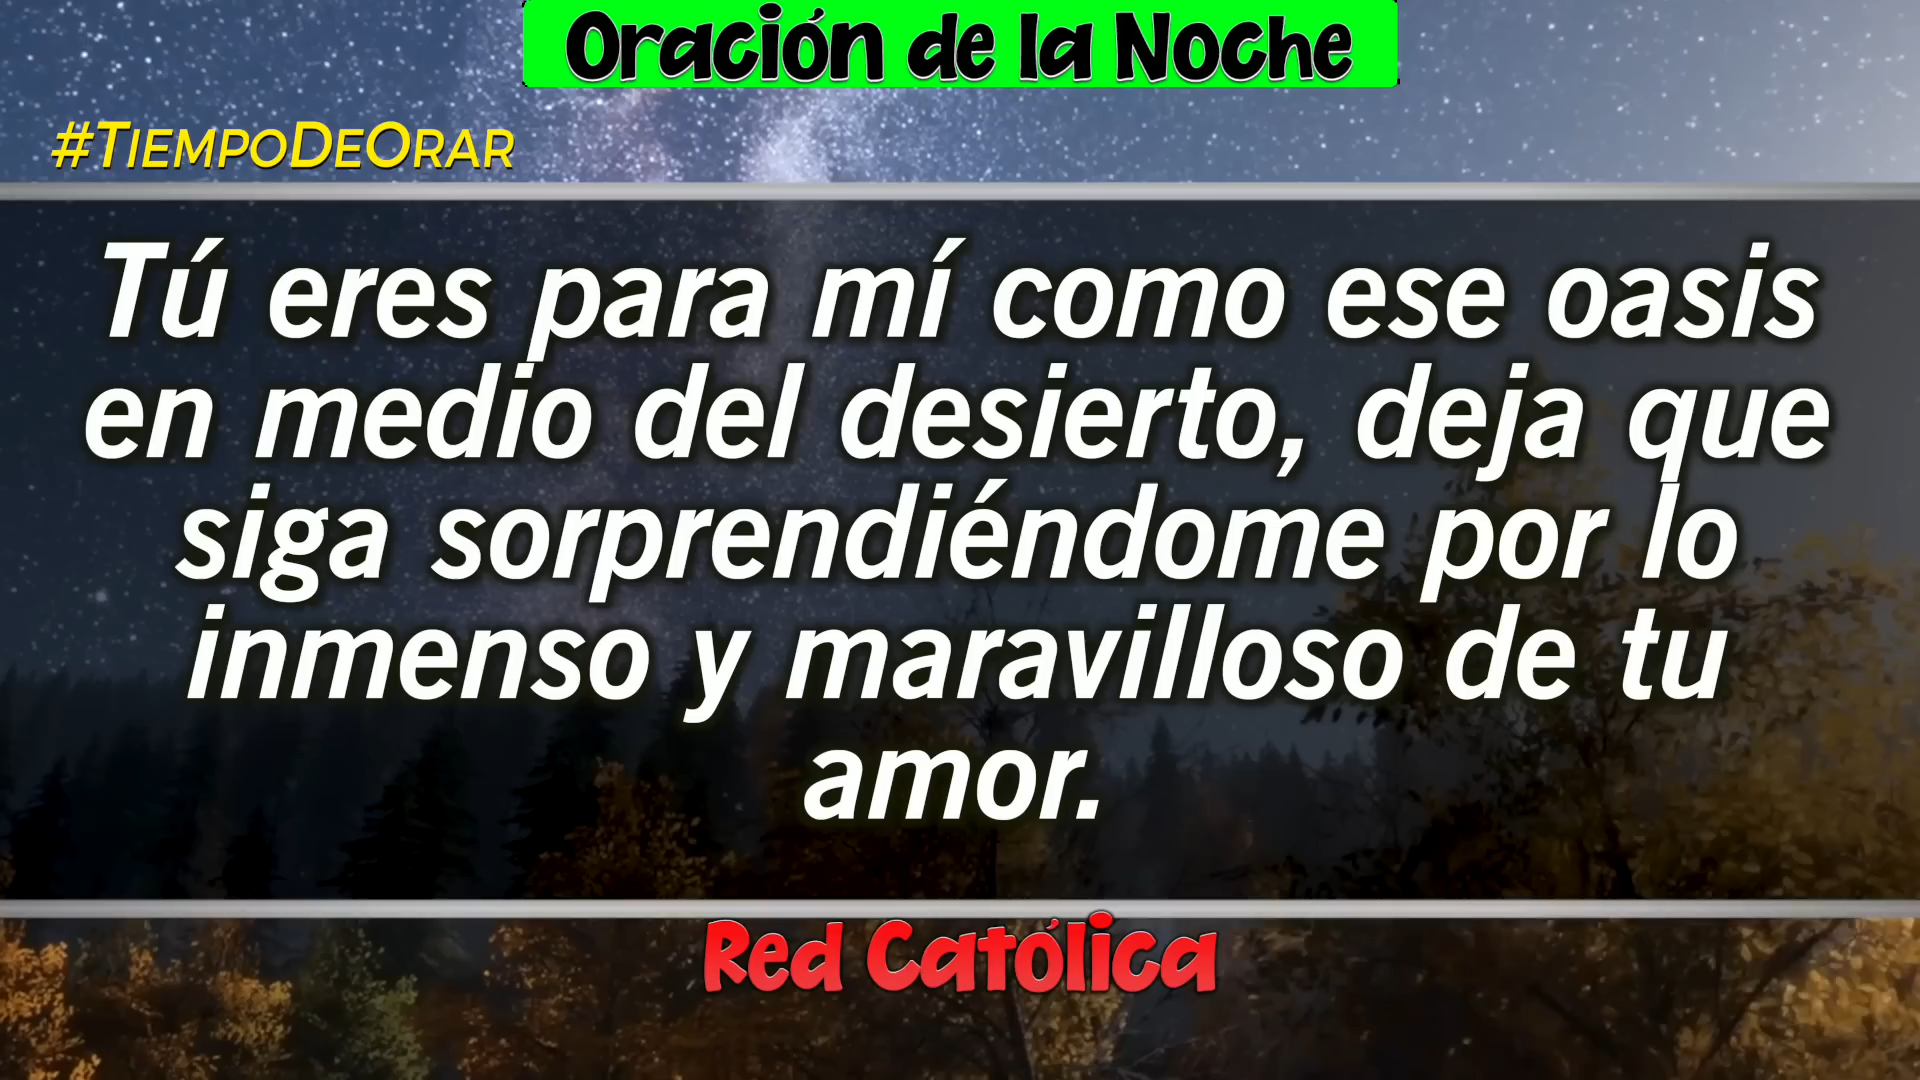 Oración de la Noche
#TiempoDeOrar
Tú eres para mí como ese oasis
en medio del desierto, deja que
siga sorprendiéndome por lo
inmenso y maravilloso de tu
amor.
Red Católica